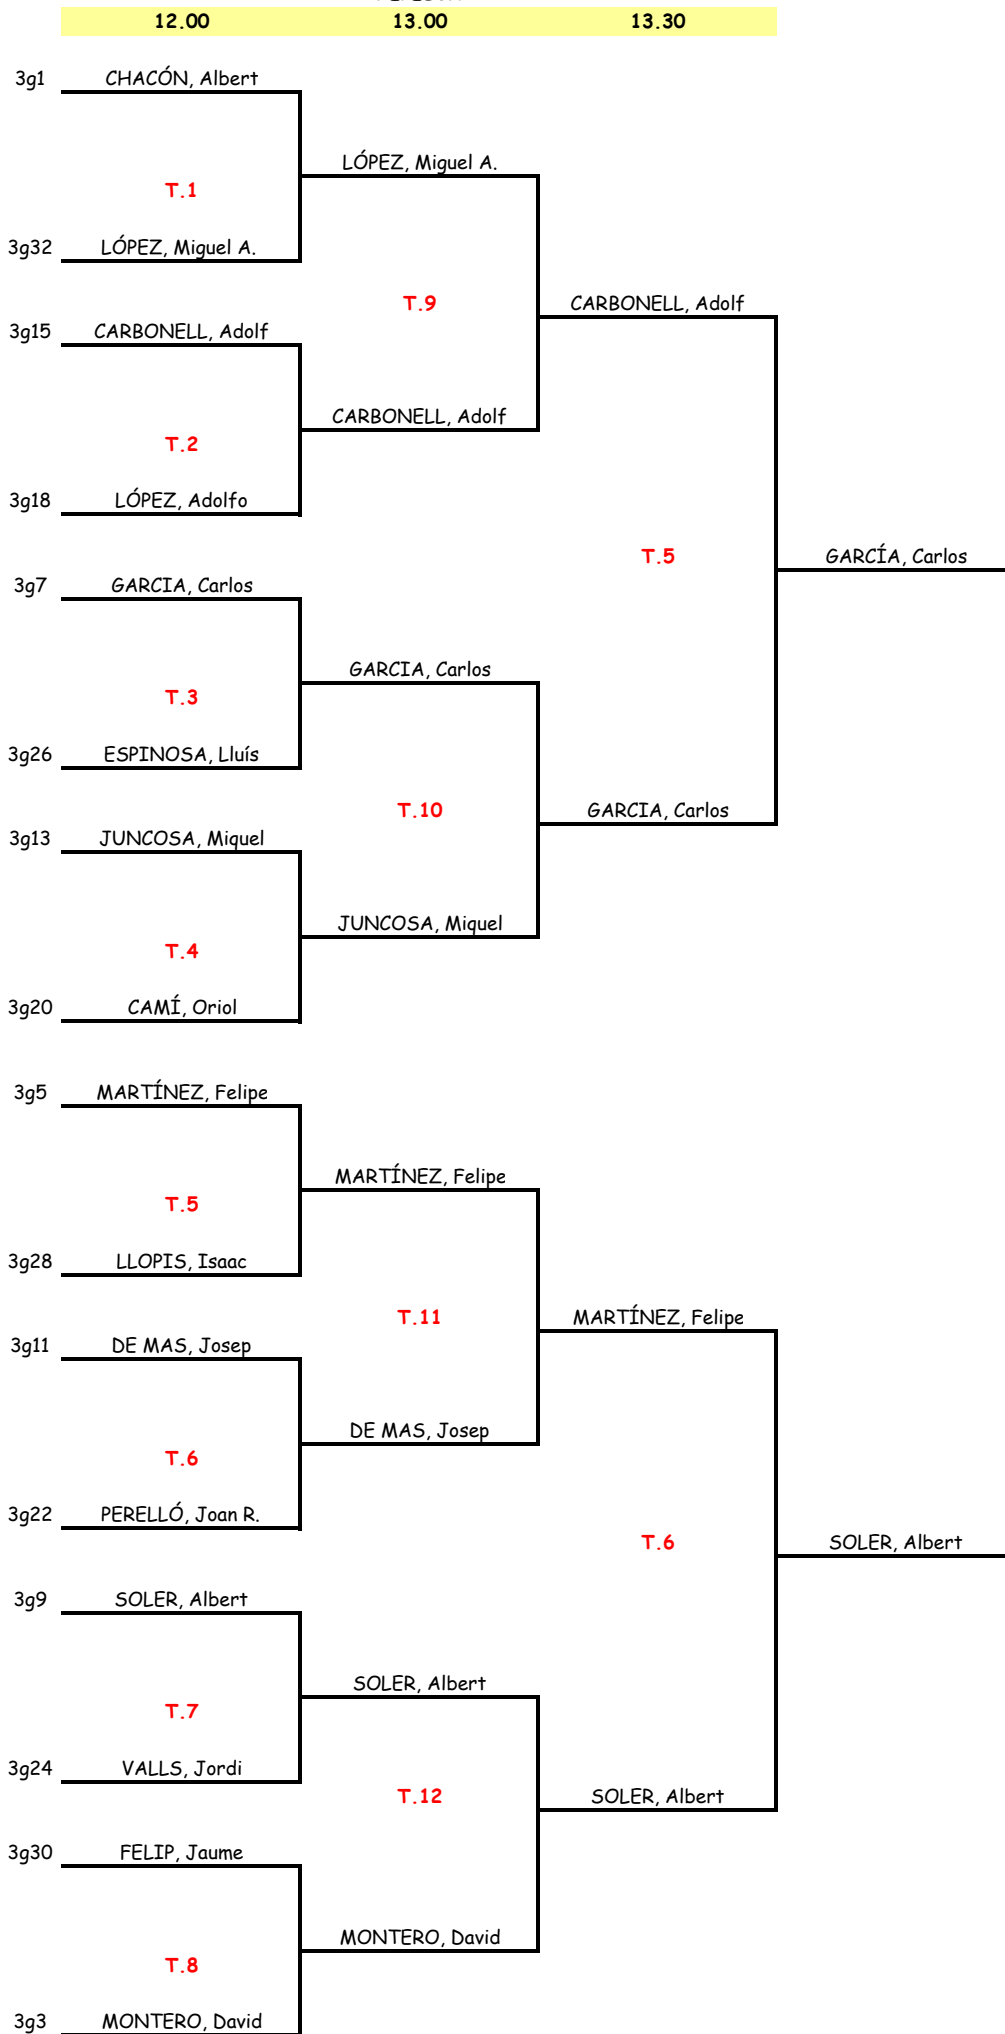 12.00 13.00 13.30
3g1 CHACÓN, Albert
LÓPEZ, Miguel A.
T.1
3g32 LÓPEZ, Miguel A.
T.9 CARBONELL, Adolf
3g15 CARBONELL, Adolf
CARBONELL, Adolf
T.2
3g18 LÓPEZ, Adolfo
T.5 GARCÍA, Carlos
3g7 GARCIA, Carlos
GARCIA, Carlos
T.3
3g26 ESPINOSA, Lluís
T.10 GARCIA, Carlos
3g13 JUNCOSA, Miquel
JUNCOSA, Miquel
T.4
3g20 CAMÍ, Oriol
3g5 MARTÍNEZ, Felipe
MARTÍNEZ, Felipe
T.5
3g28 LLOPIS, Isaac
T.11 MARTÍNEZ, Felipe
3g11 DE MAS, Josep
DE MAS, Josep
T.6
3g22 PERELLÓ, Joan R.
T.6 SOLER, Albert
3g9 SOLER, Albert
SOLER, Albert
T.7
3g24 VALLS, Jordi
T.12 SOLER, Albert
3g30 FELIP, Jaume
MONTERO, David
T.8
3g3 MONTERO, David